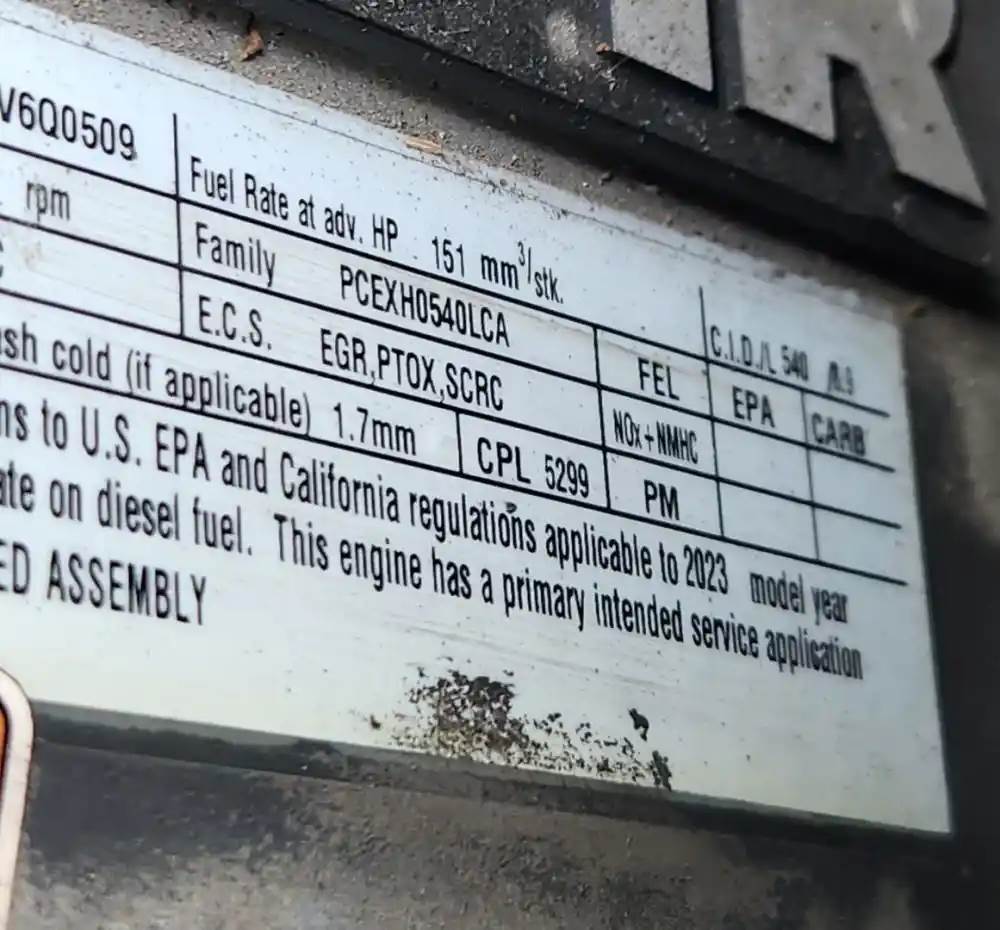 V6Q0509 Fuel Rate at adv. HP 151 mm³/stk. C.I.D./L 540 /8.9
rpm Family PCEXH0540LCA FEL EPA CARB
C E.C.S. EGR,PTOX,SCRC NOx+NMHC
ash cold (if applicable) 1.7mm CPL 5299 PM
ns to U.S. EPA and California regulations applicable to 2023 model year
ate on diesel fuel. This engine has a primary intended service application
ED ASSEMBLY
R